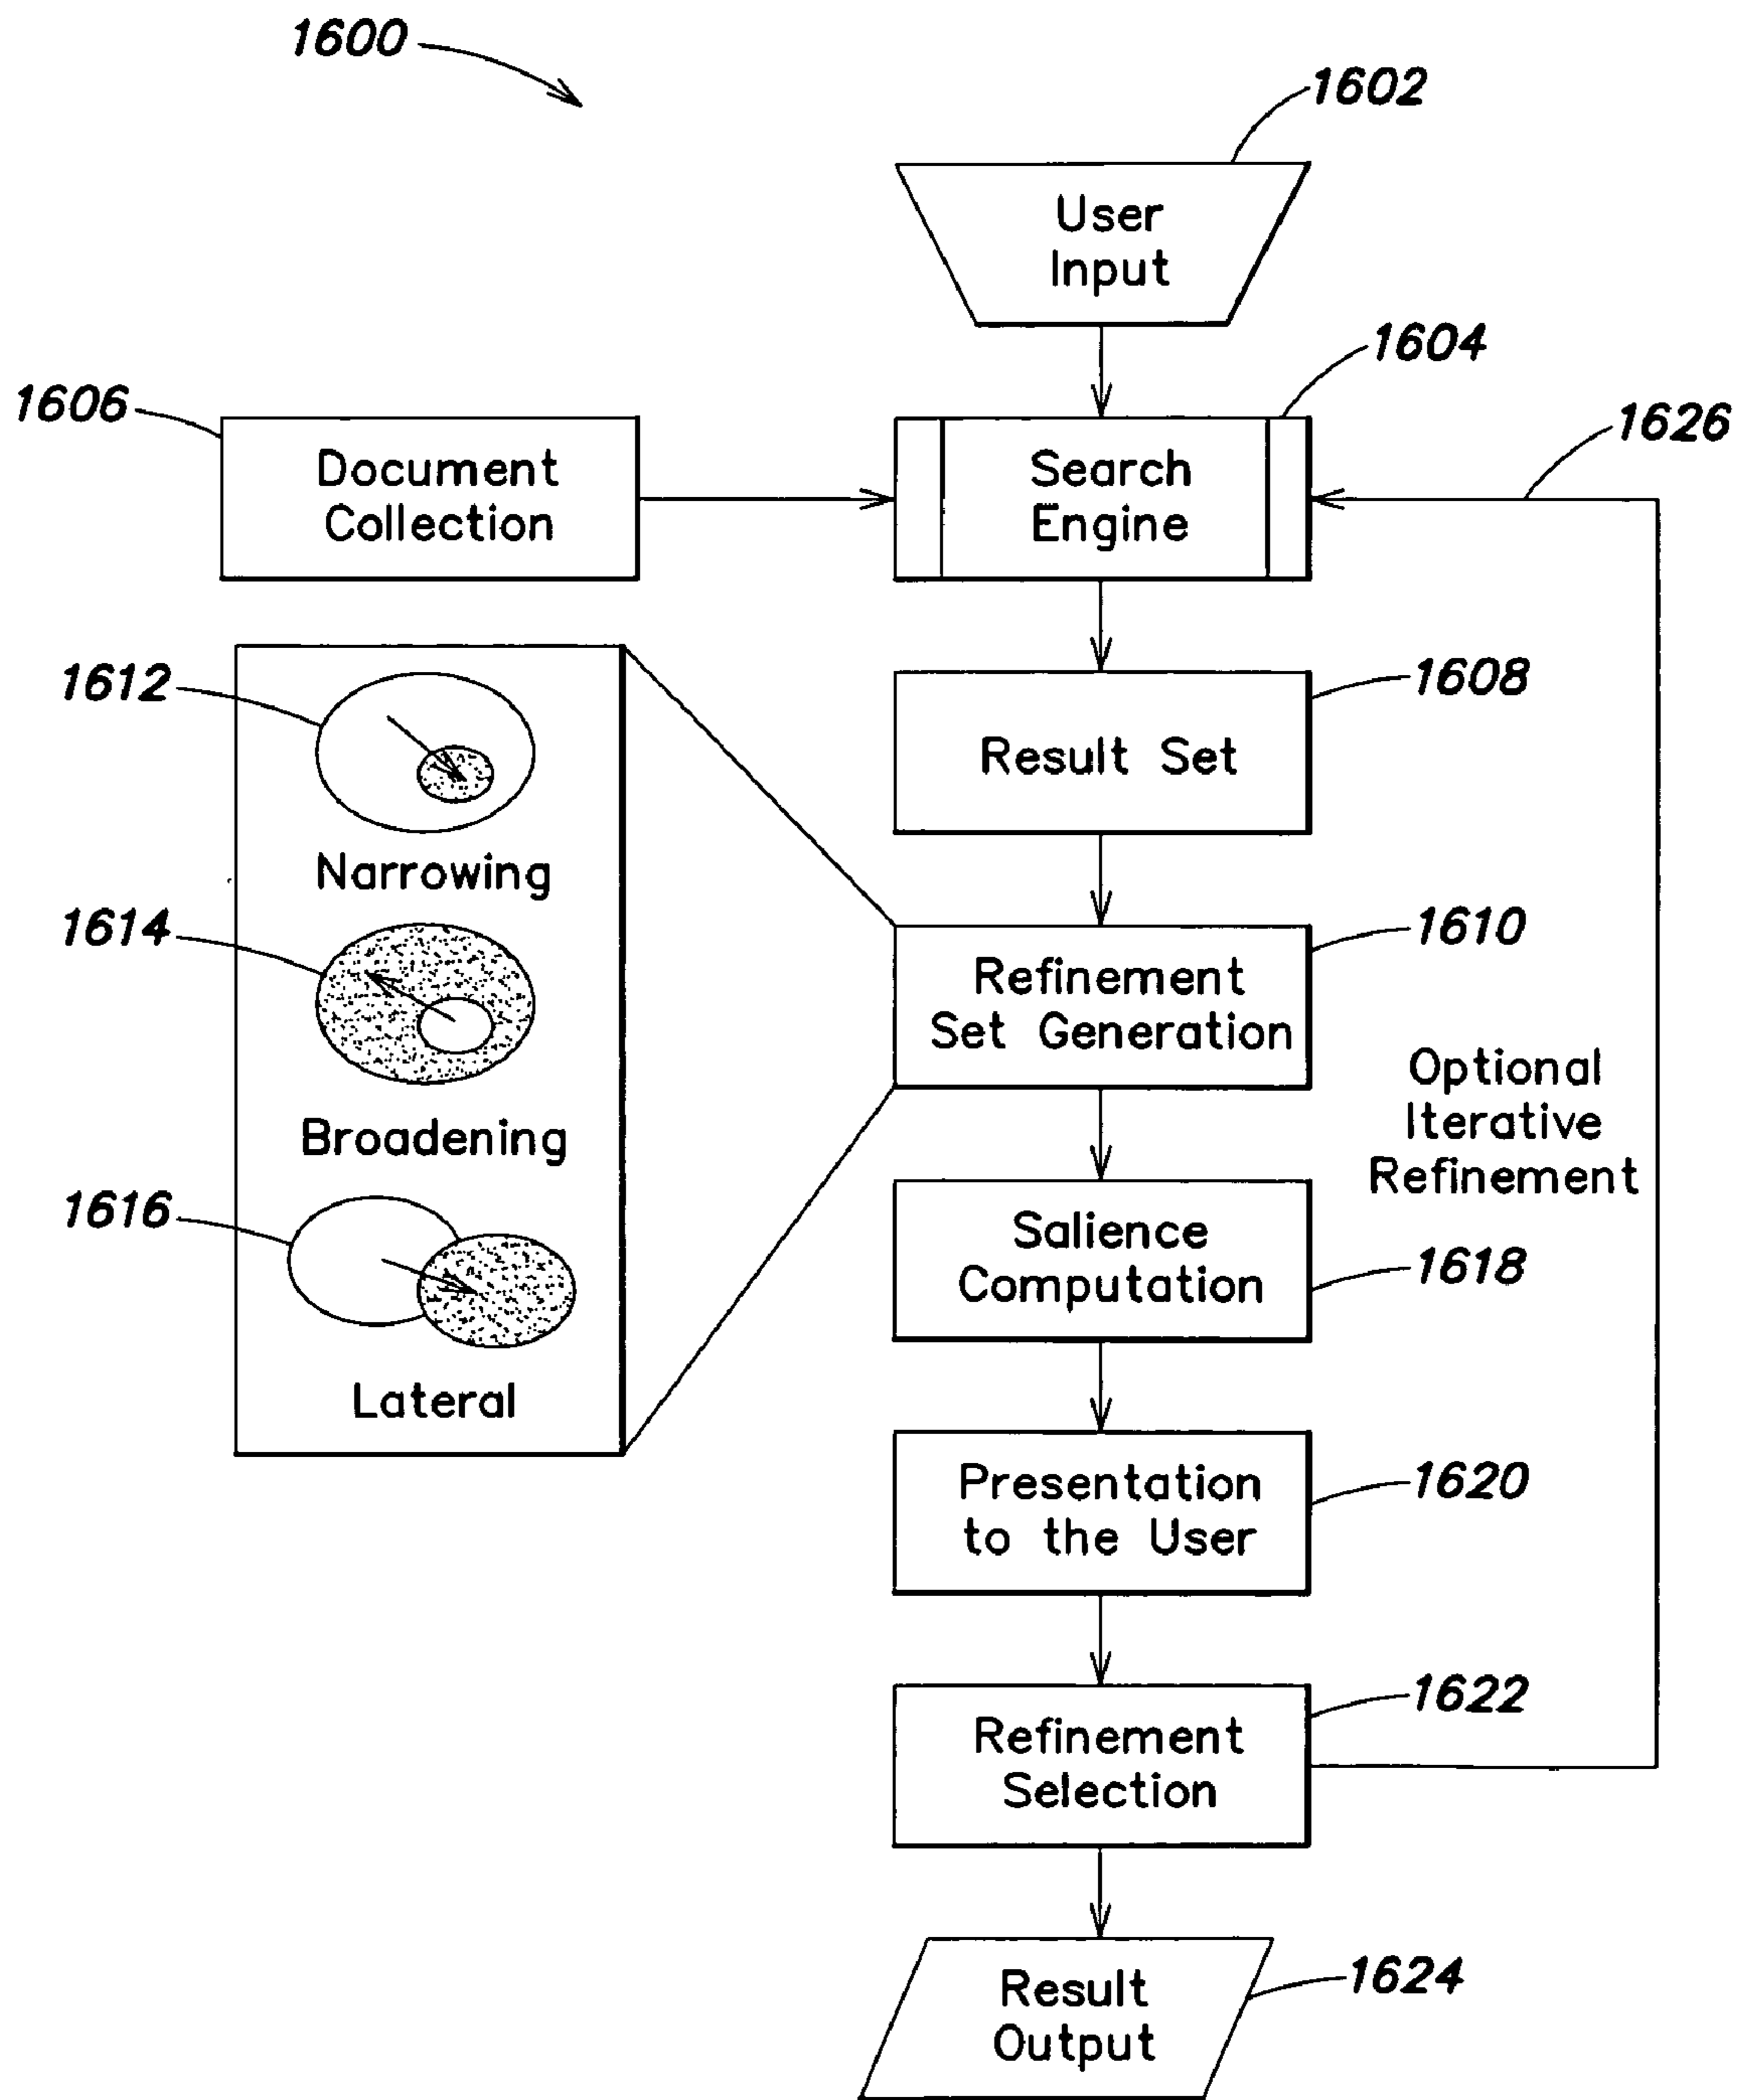 1600
1602
User
Input
1604
1606
1626
Document
Collection
Search
Engine
1612
1608
Result Set
Narrowing
1614
1610
Refinement
Set Generation
Optional
Iterative
Refinement
Broadening
1616
Salience
Computation
1618
Lateral
Presentation
to the User
1620
Refinement
Selection
1622
Result
Output
1624